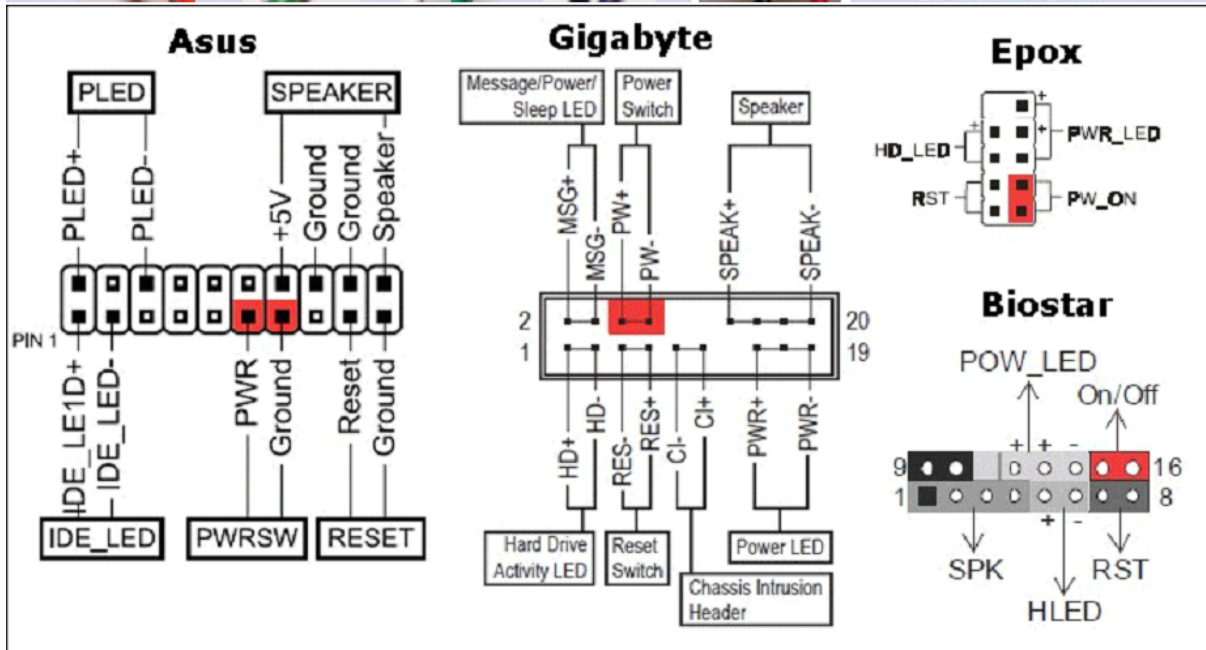 Asus
PLED
SPEAKER
PLED+
PLED-
+5V
Ground
Ground
Speaker
PIN 1
IDE_LE1D+
IDE_LED-
PWR
Ground
Reset
Ground
IDE_LED
PWRSW
RESET
Gigabyte
Message/Power/
Sleep LED
Power
Switch
Speaker
MSG+
MSG-
PW+
PW-
SPEAK+
SPEAK-
2
20
1
19
HD+
HD-
RES-
RES+
CI-
CI+
PWR+
PWR-
Hard Drive
Activity LED
Reset
Switch
Power LED
Chassis Intrusion
Header
Epox
+
+
+
HD_LED
PWR_LED
RST
PW_ON
Biostar
POW_LED
On/Off
+ + -
9
16
1
8
+ -
SPK
RST
HLED